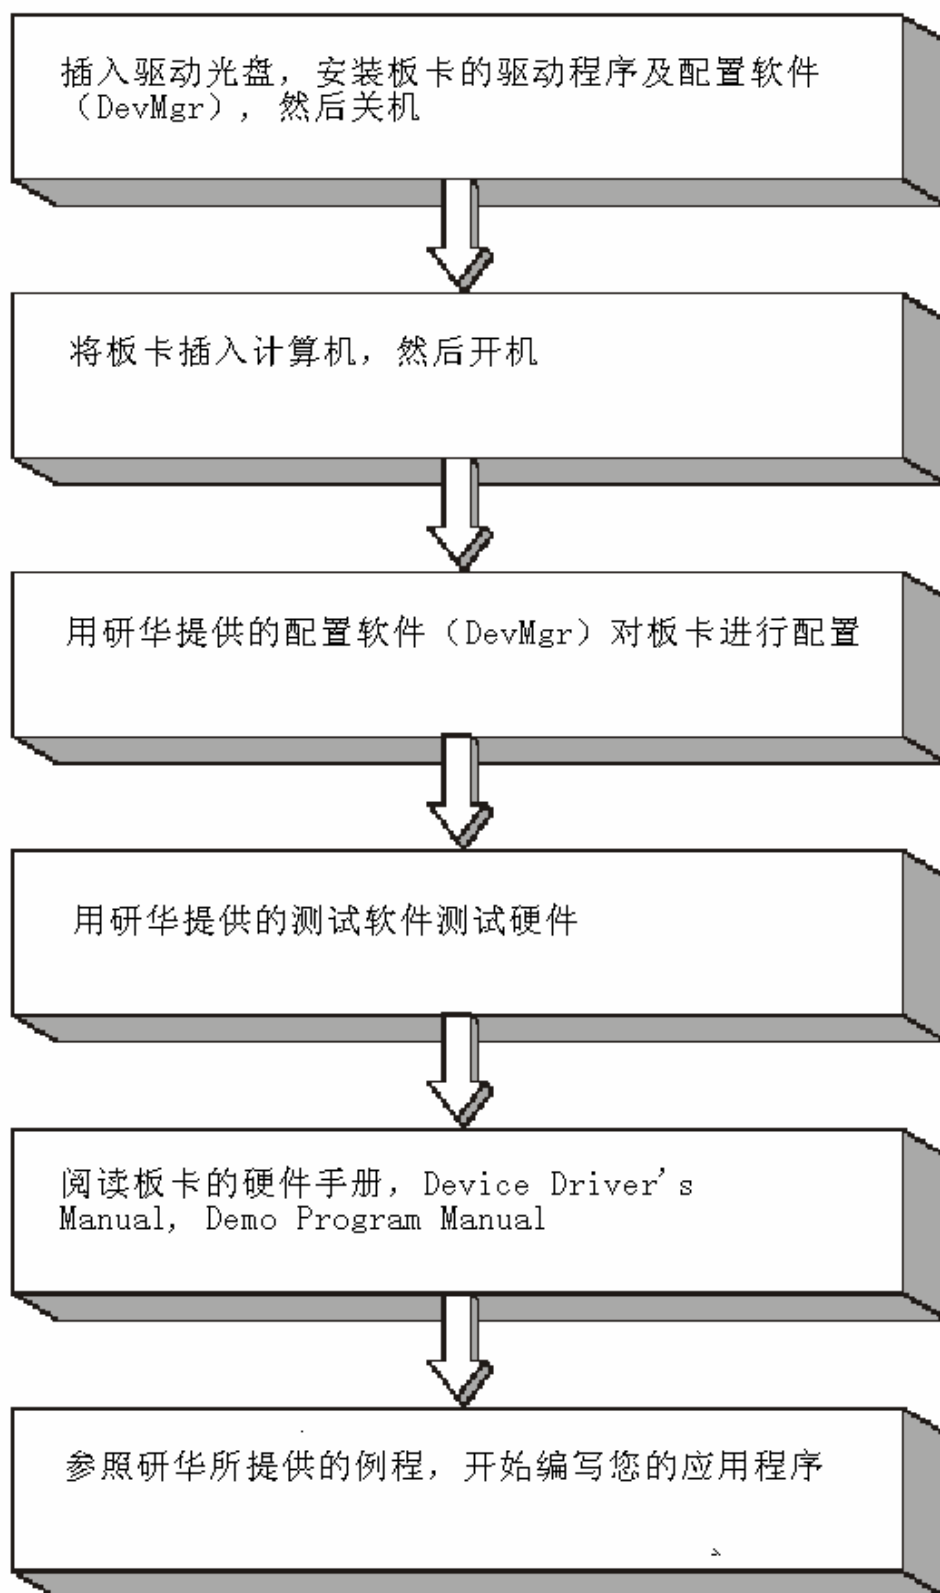 插入驱动光盘，安装板卡的驱动程序及配置软件
（DevMgr），然后关机
将板卡插入计算机，然后开机
用研华提供的配置软件（DevMgr）对板卡进行配置
用研华提供的测试软件测试硬件
阅读板卡的硬件手册，Device Driver's
Manual, Demo Program Manual
参照研华所提供的例程，开始编写您的应用程序